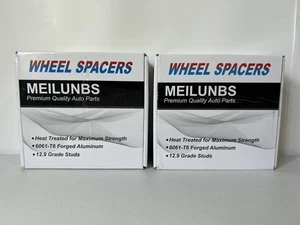 WHEEL SPACERS
MEILUNBS
Premium Quality Auto Parts
•Heat Treated for Maximum Strength
•6061-T6 Forged Aluminum
•12.9 Grade Studs
WHEEL SPACERS
MEILUNBS
Premium Quality Auto Parts
•Heat Treated for Maximum Strength
•6061-T6 Forged Aluminum
•12.9 Grade Studs